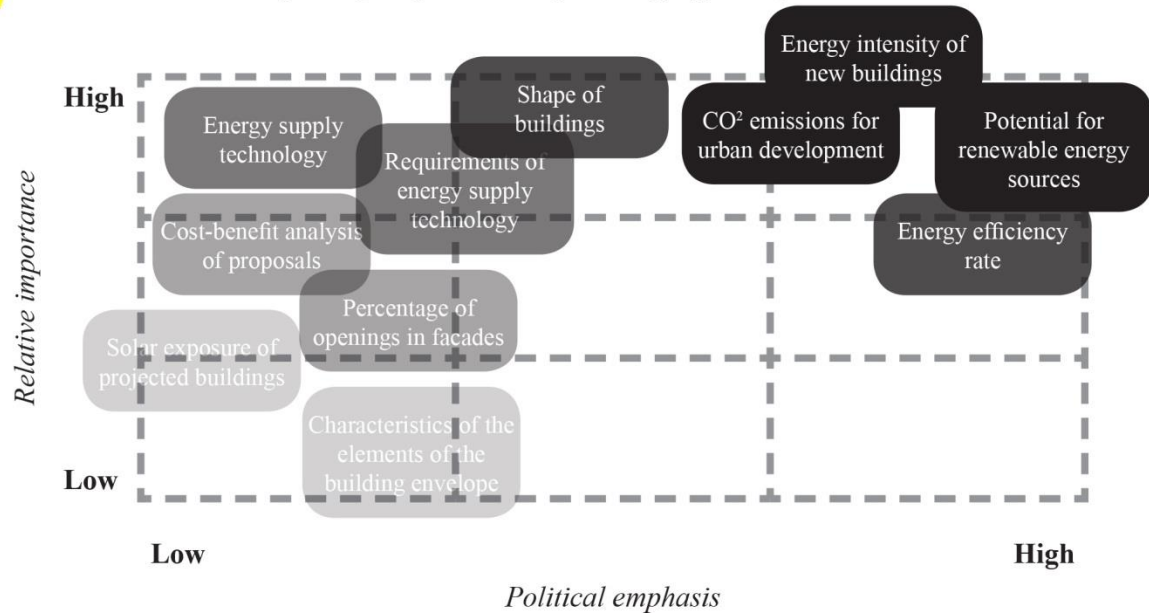 Energy intensity of
new buildings
High
Shape of
buildings
Energy supply
technology
CO² emissions for
urban development
Potential for
renewable energy
sources
Requirements of
energy supply
technology
Relative importance
Cost-benefit analysis
of proposals
Energy efficiency
rate
Percentage of
openings in facades
Solar exposure of
projected buildings
Characteristics of the
elements of the
building envelope
Low
Low
High
Political emphasis